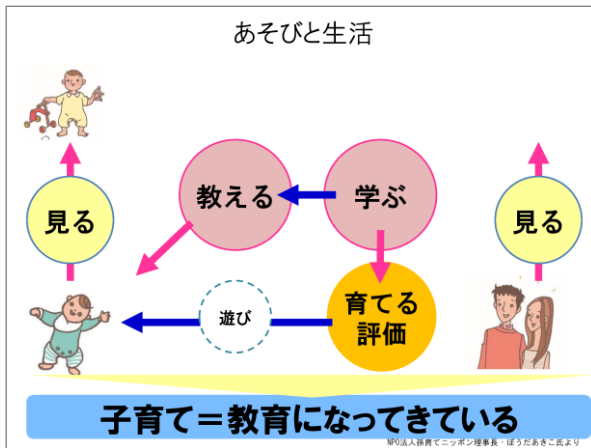 あそびと生活
教える
学ぶ
見る
見る
遊び
育てる
評価
子育て＝教育になってきている
NPO法人孫育てニッポン理事長・ぼうだあきこ氏より